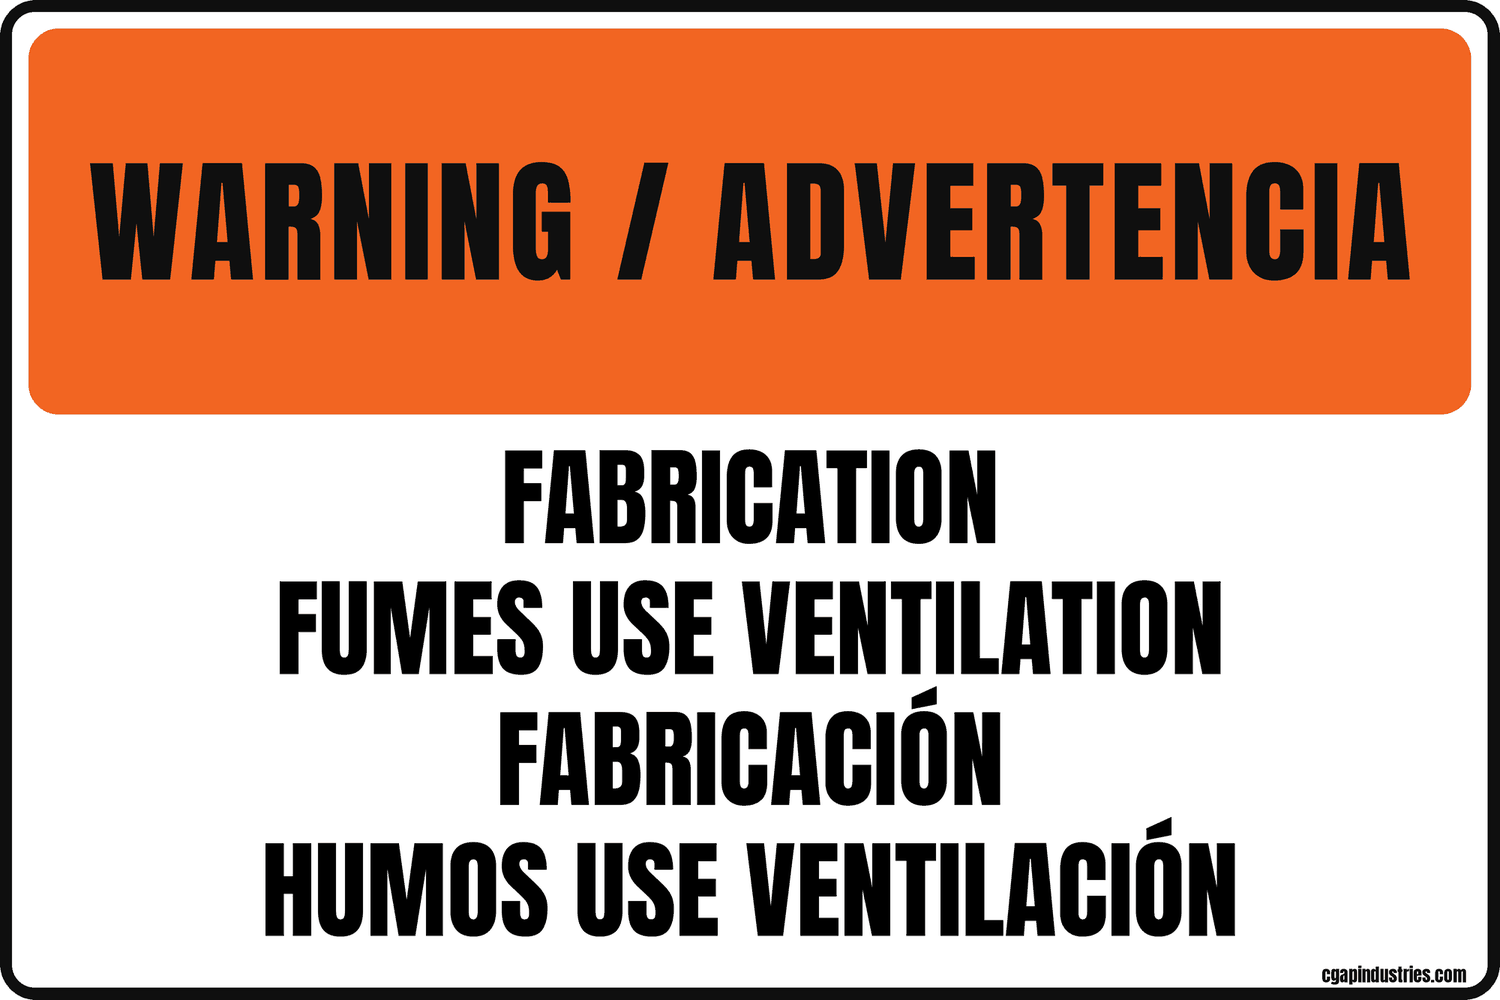 WARNING / ADVERTENCIA
FABRICATION
FUMES USE VENTILATION
FABRICACIÓN
HUMOS USE VENTILACIÓN
cgapindustries.com